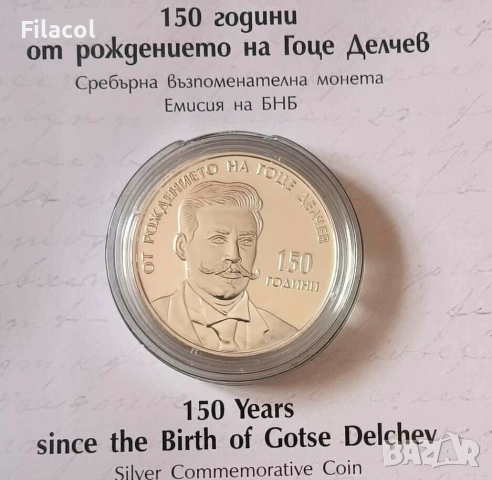 Filacol
150 години
от рождението на Гоце Делчев
Сребърна възпоменателна монета
Емисия на БНБ
ОТ РОЖДЕНИЕТО НА ГОЦЕ ДЕЛЧЕВ
150
ГОДИНИ
150 Years
since the Birth of Gotse Delchev
Silver Commemorative Coin
BAZAR